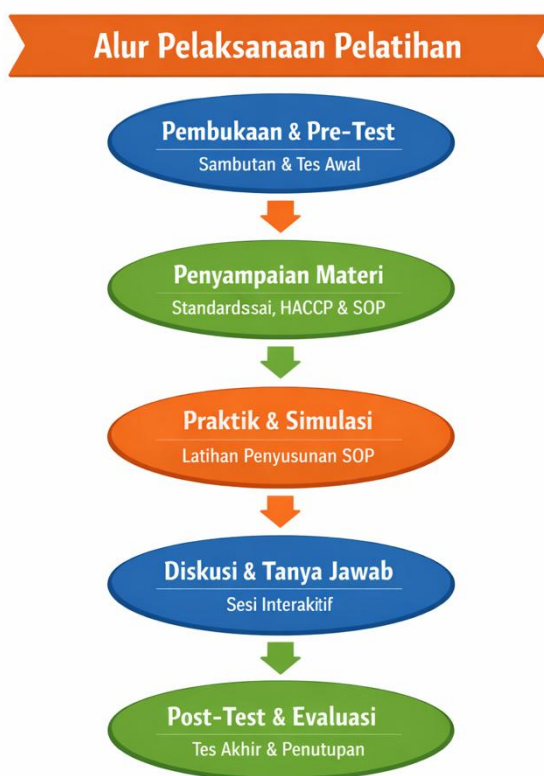 Alur Pelaksanaan Pelatihan
Pembukaan & Pre-Test
Sambutan & Tes Awal
Penyampaian Materi
Standardssai, HACCP & SOP
Praktik & Simulasi
Latihan Penyusunan SOP
Diskusi & Tanya Jawab
Sesi Interakitif
Post-Test & Evaluasi
Tes Akhir & Penutupan